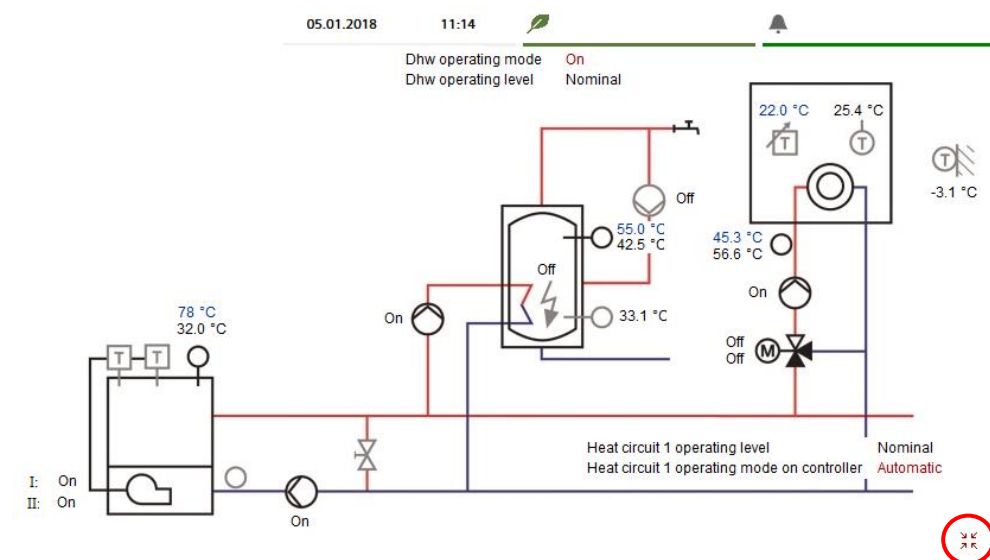 05.01.2018 11:14
Dhw operating mode On
Dhw operating level Nominal
22.0 °C 25.4 °C
T T
T
-3.1 °C
Off
55.0 °C
42.5 °C
45.3 °C
56.6 °C
Off
On
78 °C
32.0 °C
On
33.1 °C
Off
Off
M
T T
Heat circuit 1 operating level Nominal
Heat circuit 1 operating mode on controller Automatic
I: On
II: On
On